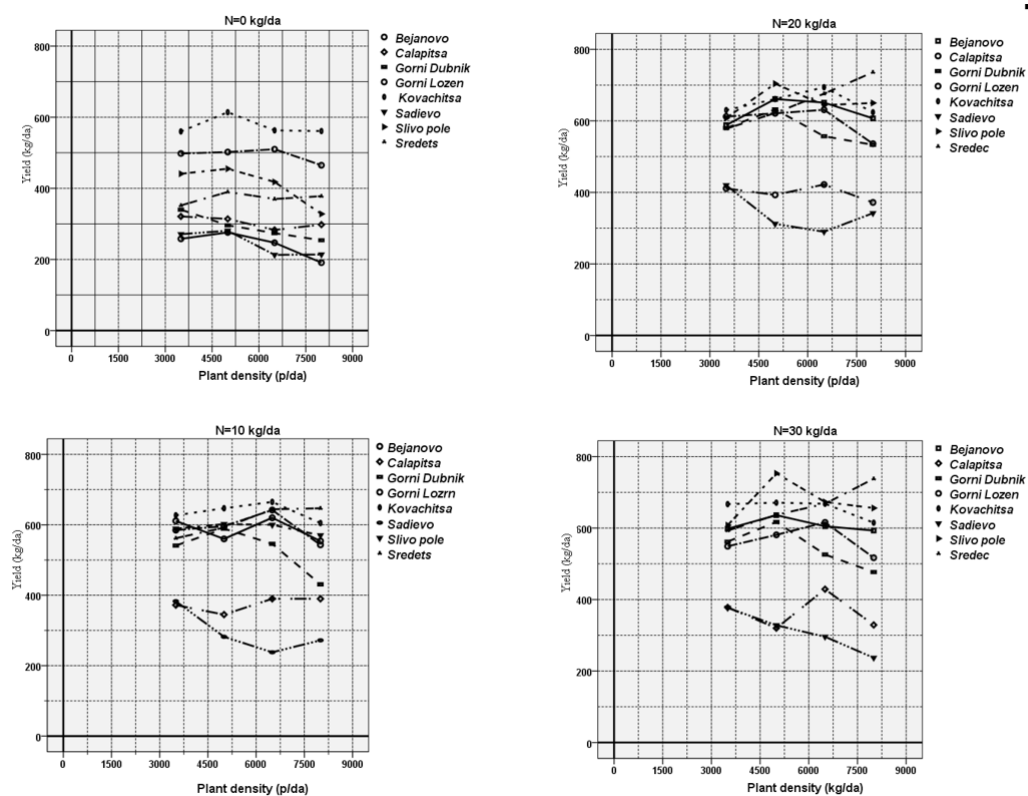 N=0 kg/da
Yield (kg/da)
800
600
400
200
0
0 1500 3000 4500 6000 7500 9000
Plant density (p/da)
Bejanovo
Calapitsa
Gorni Dubnik
Gorni Lozen
Kovachitsa
Sadievo
Slivo pole
Sredets
N=20 kg/da
Yield (kg/da)
800
600
400
200
0
0 1500 3000 4500 6000 7500 9000
Plant density (p/da)
Bejanovo
Calapitsa
Gorni Dubnik
Gorni Lozen
Kovachitsa
Sadievo
Slivo pole
Sredec
N=10 kg/da
Yield (kg/da)
800
600
400
200
0
0 1500 3000 4500 6000 7500 9000
Plant density (p/da)
Bejanovo
Calapitsa
Gorni Dubnik
Gorni Lozrn
Kovachitsa
Sadievo
Slivo pole
Sredets
N=30 kg/da
Yield (kg/da)
800
600
400
200
0
0 1500 3000 4500 6000 7500 9000
Plant density (kg/da)
Bejanovo
Calapitsa
Gorni Dubnik
Gorni Lozen
Kovachitsa
Sadievo
Slivo pole
Sredec